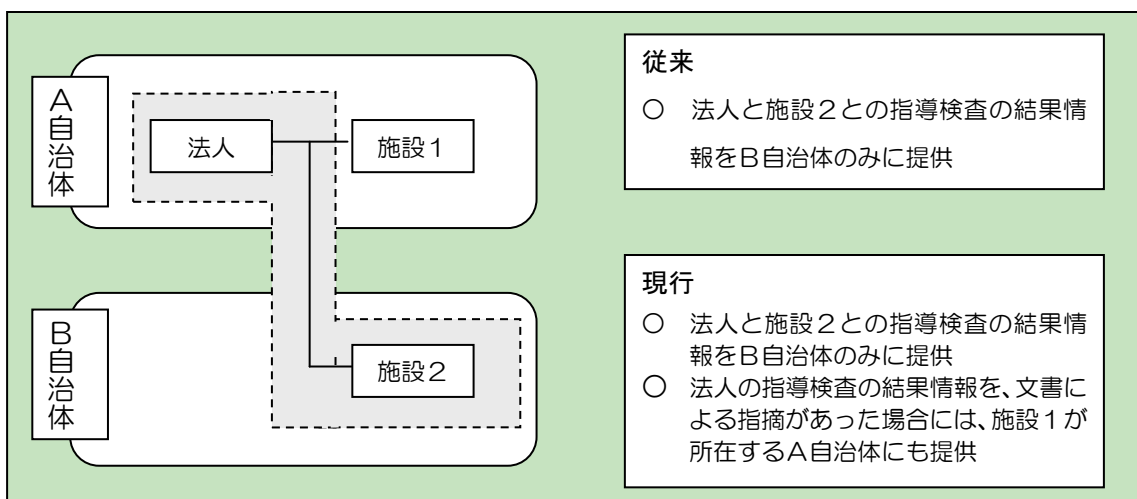 A自治体
法人
施設1
B自治体
施設2
従来
○ 法人と施設2との指導検査の結果情
報をB自治体のみに提供
現行
○ 法人と施設2との指導検査の結果情
報をB自治体のみに提供
○ 法人の指導検査の結果情報を、文書に
よる指摘があった場合には、施設1が
所在するA自治体にも提供